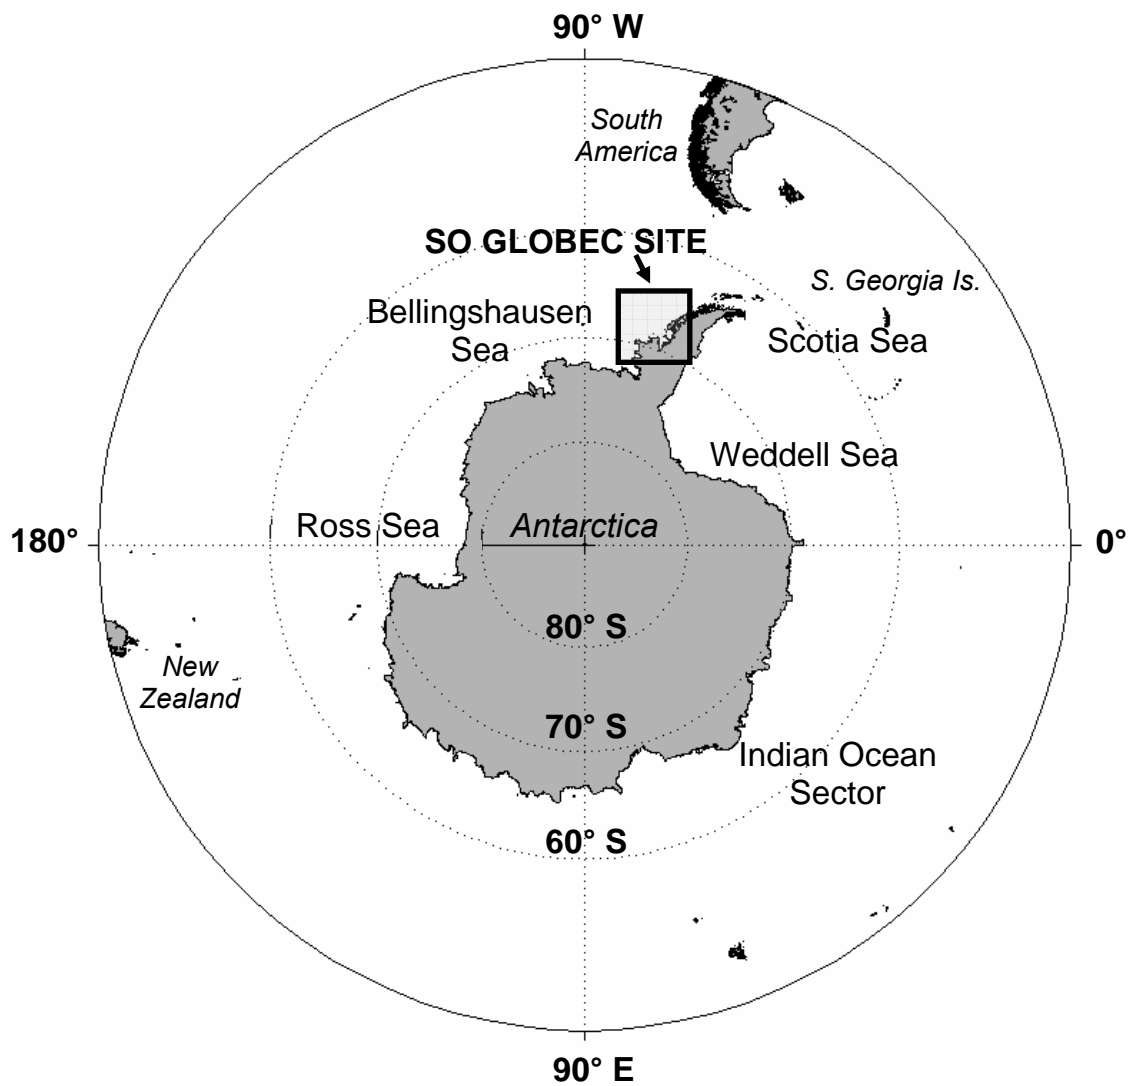 90° W
South
America
SO GLOBEC SITE
S. Georgia Is.
Bellingshausen
Sea
Scotia Sea
Weddell Sea
Ross Sea
Antarctica
180°
0°
80° S
New
Zealand
70° S
Indian Ocean
Sector
60° S
90° E